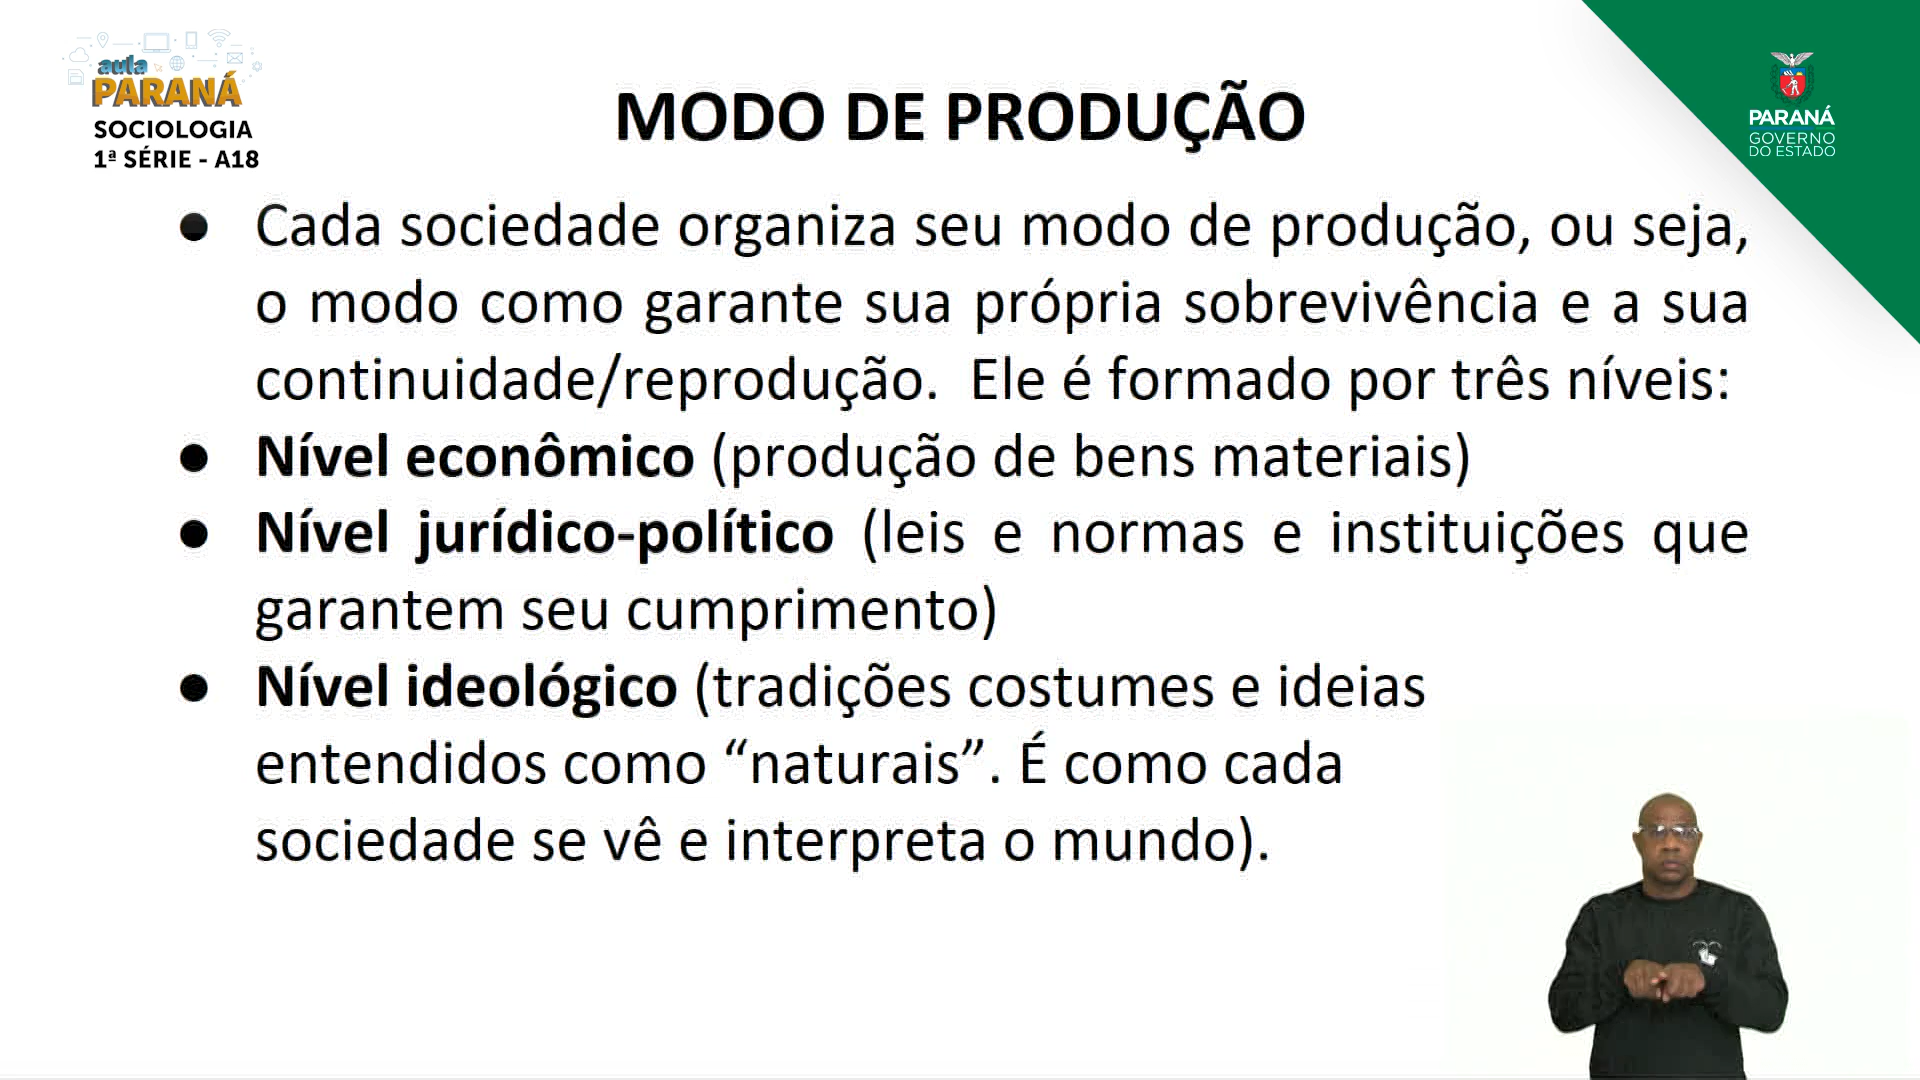 aula
PARANÁ
SOCIOLOGIA
1ª SÉRIE - A18
PARANÁ
GOVERNO
DO ESTADO
MODO DE PRODUÇÃO
● Cada sociedade organiza seu modo de produção, ou seja,
o modo como garante sua própria sobrevivência e a sua
continuidade/reprodução. Ele é formado por três níveis:
● Nível econômico (produção de bens materiais)
● Nível jurídico-político (leis e normas e instituições que
garantem seu cumprimento)
● Nível ideológico (tradições costumes e ideias
entendidos como “naturais”. É como cada
sociedade se vê e interpreta o mundo).